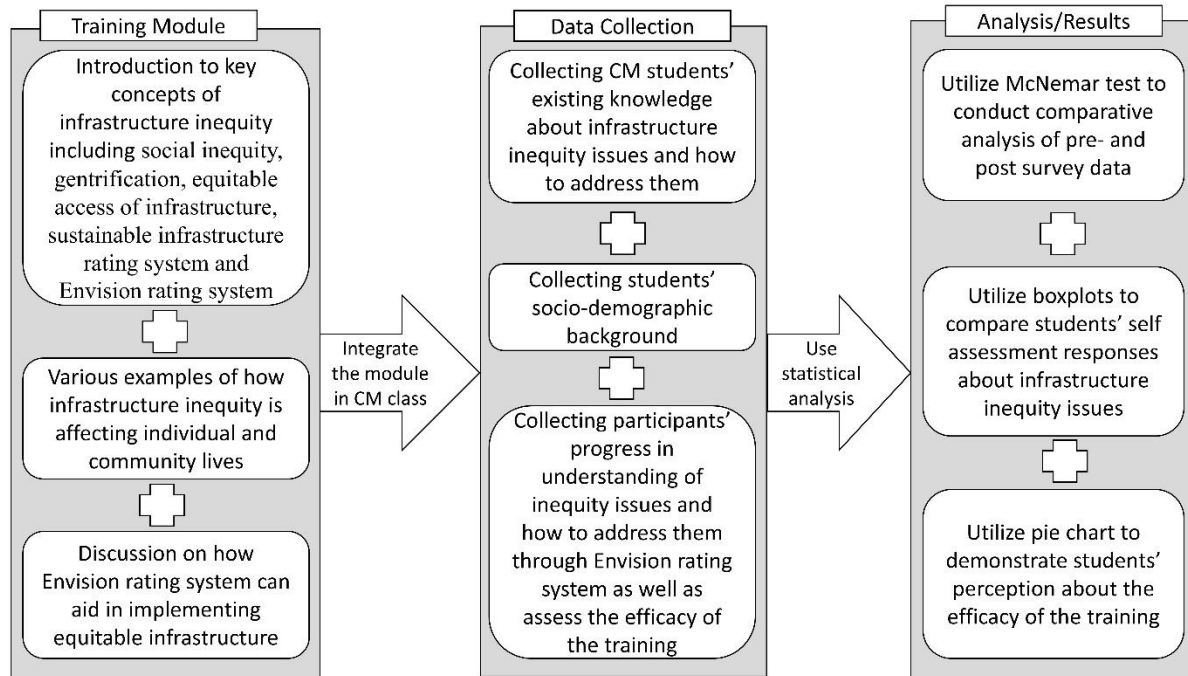 Training Module
Introduction to key
concepts of
infrastructure inequity
including social inequity,
gentrification, equitable
access of infrastructure,
sustainable infrastructure
rating system and
Envision rating system
Various examples of how
infrastructure inequity is
affecting individual and
community lives
Discussion on how
Envision rating system can
aid in implementing
equitable infrastructure
Integrate
the module
in CM class
Data Collection
Collecting CM students’
existing knowledge
about infrastructure
inequity issues and how
to address them
Collecting students’
socio-demographic
background
Collecting participants’
progress in
understanding of
inequity issues and
how to address them
through Envision rating
system as well as
assess the efficacy of
the training
Use
statistical
analysis
Analysis/Results
Utilize McNemar test to
conduct comparative
analysis of pre- and
post survey data
Utilize boxplots to
compare students’ self
assessment responses
about infrastructure
inequity issues
Utilize pie chart to
demonstrate students’
perception about the
efficacy of the training